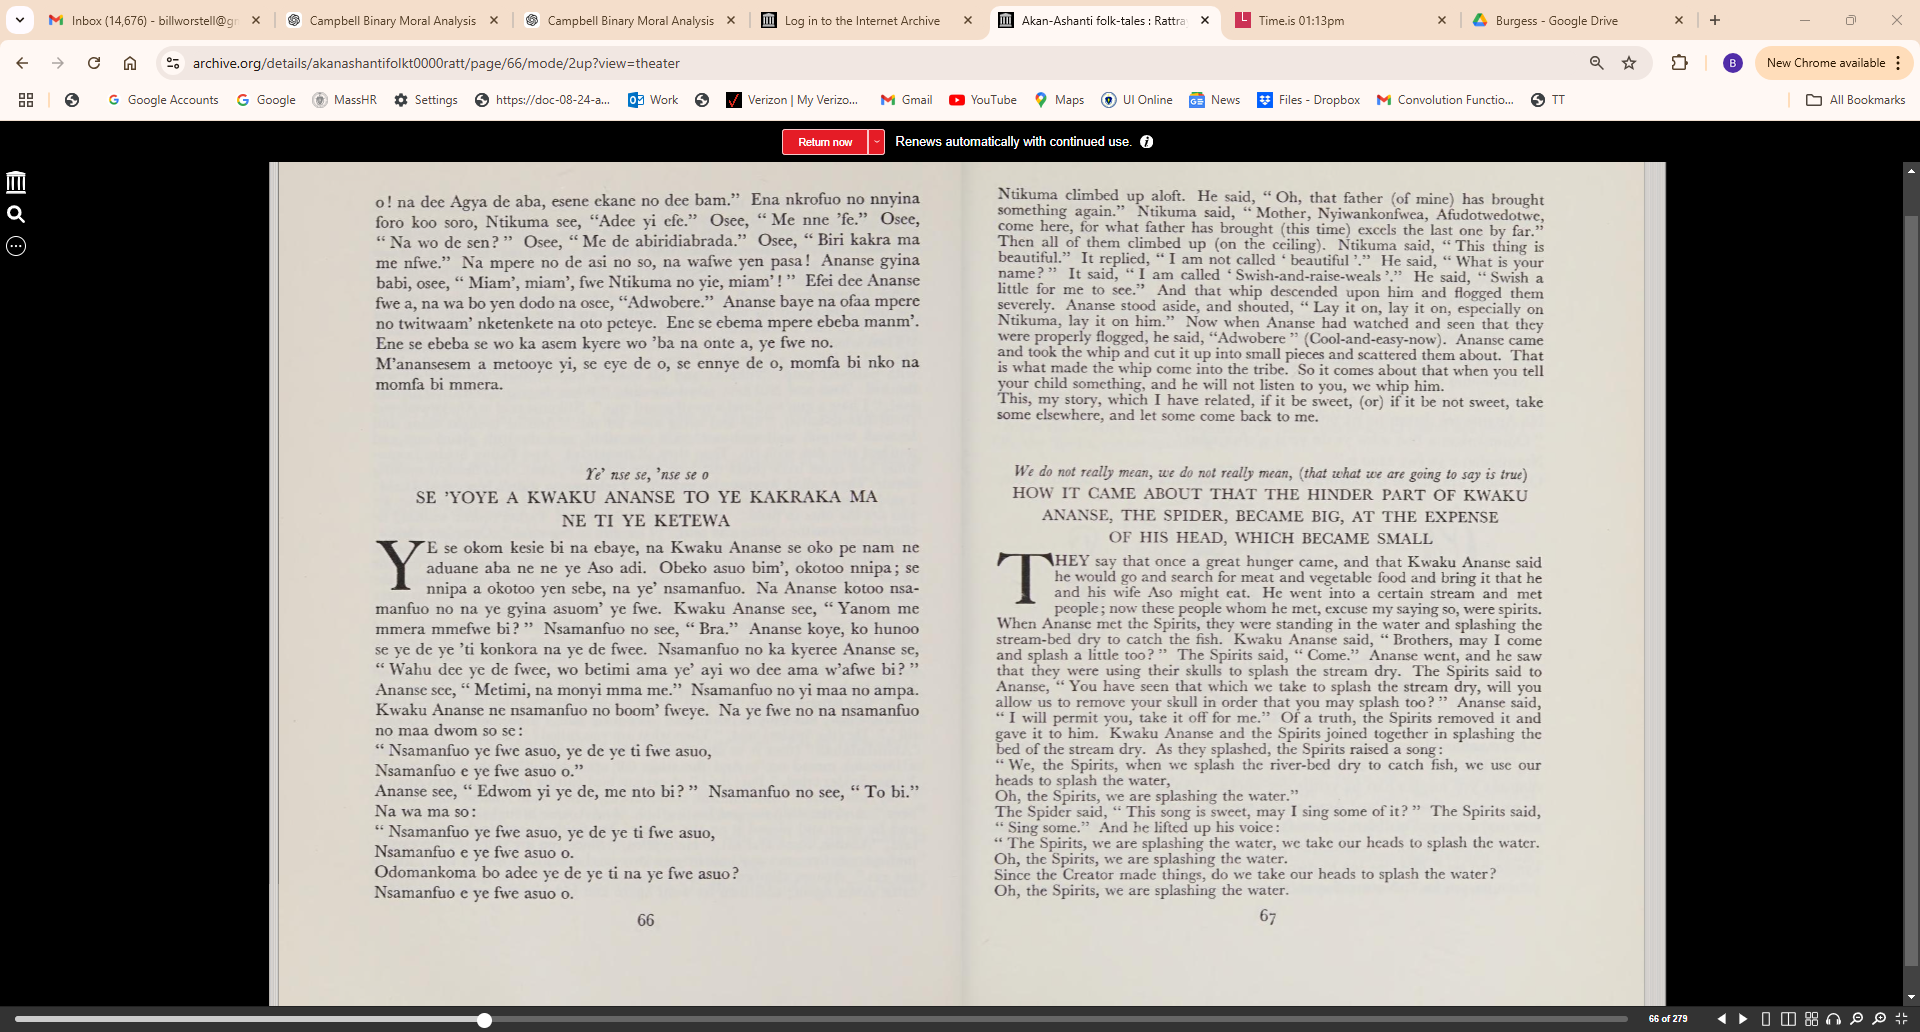 Inbox (14,676) - billworstell@gn
Campbell Binary Moral Analysis
Campbell Binary Moral Analysis
Log in to the Internet Archive
Akan-Ashanti folk-tales : Rattra
Time.is 01:13pm
Burgess - Google Drive
archive.org/details/akanashantifolkt0000ratt/page/66/mode/2up?view=theater
B
New Chrome available
Google Accounts
Google
MassHR
Settings
https://doc-08-24-a...
Work
Verizon | My Verizo...
Gmail
YouTube
Maps
UI Online
News
Files - Dropbox
Convolution Functio...
TT
All Bookmarks
Return now
Renews automatically with continued use.
o! na dee Agya de aba, esene ekane no dee bam.” Ena nkrofuo no nnyina
foro koo soro, Ntikuma see, “Adee yi efe.” Osee, “ Me nne ’fe.” Osee,
“ Na wo de sen? ” Osee, “ Me de abiridiabrada.” Osee, “ Biri kakra ma
me nfwe.” Na mpere no de asi no so, na wafwe yen pasa! Ananse gyina
babi, osee, “ Miam’, miam’, fwe Ntikuma no yie, miam’! ” Efei dee Ananse
fwe a, na wa bo yen dodo na osee, “Adwobere.” Ananse baye na ofaa mpere
no twitwaam’ nketenkete na oto peteye. Ene se ebema mpere ebeba manm’.
Ene se ebeba se wo ka asem kyere wo ’ba na onte a, ye fwe no.
M’anansesem a metooye yi, se eye de o, se ennye de o, momfa bi nko na
momfa bi mmera.
Ye’ nse se, ’nse se o
SE ’YOYE A KWAKU ANANSE TO YE KAKRAKA MA
NE TI YE KETEWA
YE se okom kesie bi na ebaye, na Kwaku Ananse se oko pe nam ne
aduane aba ne ne ye Aso adi. Obeko asuo bim’, okotoo nnipa; se
nnipa a okotoo yen sebe, na ye’ nsamanfuo. Na Ananse kotoo nsa-
manfuo no na ye gyina asuom’ ye fwe. Kwaku Ananse see, “ Yanom me
mmera mmefwe bi? ” Nsamanfuo no see, “ Bra.” Ananse koye, ko hunoo
se ye de ye ’ti konkora na ye de fwee. Nsamanfuo no ka kyeree Ananse se,
“ Wahu dee ye de fwee, wo betimi ama ye’ ayi wo dee ama w’afwe bi? ”
Ananse see, “ Metimi, na monyi mma me.” Nsamanfuo no yi maa no ampa.
Kwaku Ananse ne nsamanfuo no boom’ fweye. Na ye fwe no na nsamanfuo
no maa dwom so se:
“ Nsamanfuo ye fwe asuo, ye de ye ti fwe asuo,
Nsamanfuo e ye fwe asuo o.”
Ananse see, “ Edwom yi ye de, me nto bi? ” Nsamanfuo no see, “ To bi.”
Na wa ma so:
“ Nsamanfuo ye fwe asuo, ye de ye ti fwe asuo,
Nsamanfuo e ye fwe asuo o.
Odomankoma bo adee ye de ye ti na ye fwe asuo?
Nsamanfuo e ye fwe asuo o.
66
Ntikuma climbed up aloft. He said, “ Oh, that father (of mine) has brought
something again.” Ntikuma said, “ Mother, Nyiwankonfwea, Afudotwedotwe,
come here, for what father has brought (this time) excels the last one by far.”
Then all of them climbed up (on the ceiling). Ntikuma said, “ This thing is
beautiful.” It replied, “ I am not called ‘ beautiful ’.” He said, “ What is your
name? ” It said, “ I am called ‘ Swish-and-raise-weals ’.” He said, “ Swish a
little for me to see.” And that whip descended upon him and flogged them
severely. Ananse stood aside, and shouted, “ Lay it on, lay it on, especially on
Ntikuma, lay it on him.” Now when Ananse had watched and seen that they
were properly flogged, he said, “Adwobere ” (Cool-and-easy-now). Ananse came
and took the whip and cut it up into small pieces and scattered them about. That
is what made the whip come into the tribe. So it comes about that when you tell
your child something, and he will not listen to you, we whip him.
This, my story, which I have related, if it be sweet, (or) if it be not sweet, take
some elsewhere, and let some come back to me.
We do not really mean, we do not really mean, (that what we are going to say is true)
HOW IT CAME ABOUT THAT THE HINDER PART OF KWAKU
ANANSE, THE SPIDER, BECAME BIG, AT THE EXPENSE
OF HIS HEAD, WHICH BECAME SMALL
THEY say that once a great hunger came, and that Kwaku Ananse said
he would go and search for meat and vegetable food and bring it that he
and his wife Aso might eat. He went into a certain stream and met
people; now these people whom he met, excuse my saying so, were spirits.
When Ananse met the Spirits, they were standing in the water and splashing the
stream-bed dry to catch the fish. Kwaku Ananse said, “ Brothers, may I come
and splash a little too? ” The Spirits said, “ Come.” Ananse went, and he saw
that they were using their skulls to splash the stream dry. The Spirits said to
Ananse, “ You have seen that which we take to splash the stream dry, will you
allow us to remove your skull in order that you may splash too? ” Ananse said,
“ I will permit you, take it off for me.” Of a truth, the Spirits removed it and
gave it to him. Kwaku Ananse and the Spirits joined together in splashing the
bed of the stream dry. As they splashed, the Spirits raised a song:
“ We, the Spirits, when we splash the river-bed dry to catch fish, we use our
heads to splash the water,
Oh, the Spirits, we are splashing the water.”
The Spider said, “ This song is sweet, may I sing some of it? ” The Spirits said,
“ Sing some.” And he lifted up his voice:
“ The Spirits, we are splashing the water, we take our heads to splash the water.
Oh, the Spirits, we are splashing the water.
Since the Creator made things, do we take our heads to splash the water?
Oh, the Spirits, we are splashing the water.
67
66 of 279